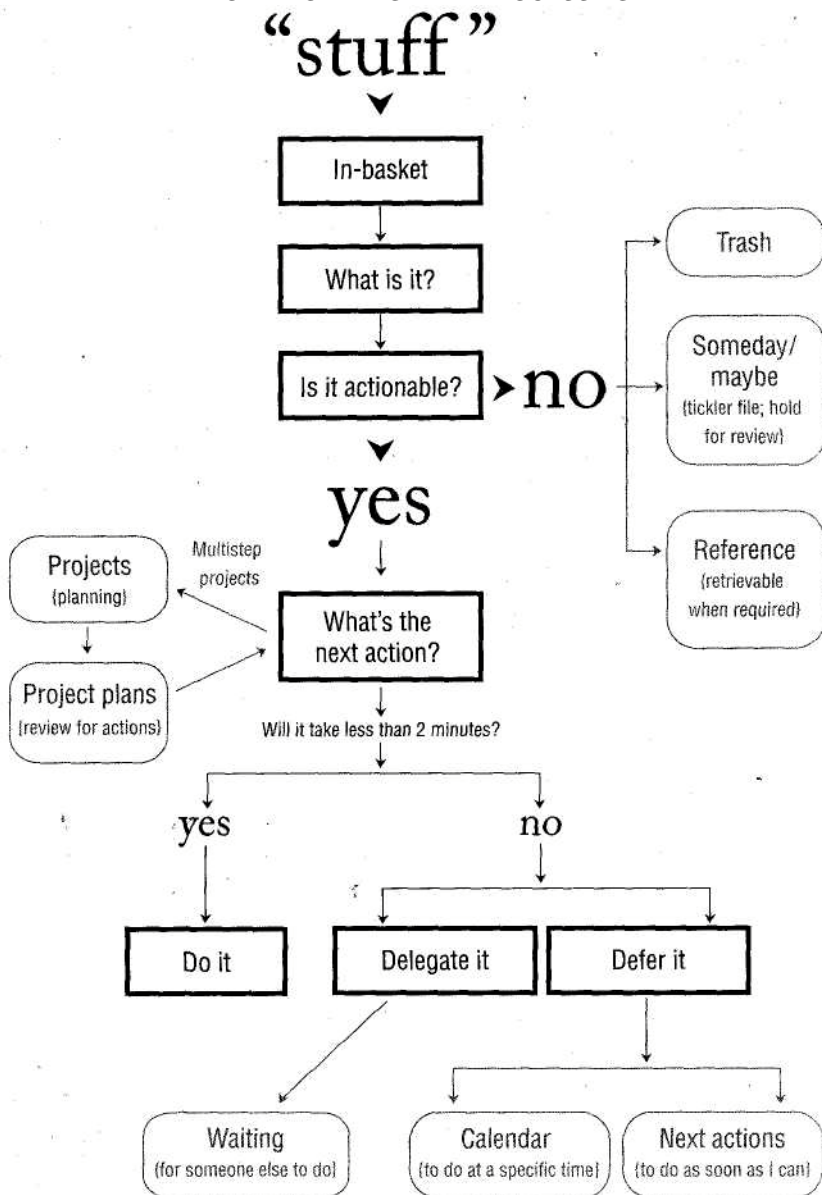 “stuff”
In-basket
What is it?
Is it actionable?
no
Trash
Someday/
maybe
(tickler file; hold
for review)
Reference
(retrievable
when required)
yes
Multistep
projects
Projects
(planning)
Project plans
(review for actions)
What's the
next action?
Will it take less than 2 minutes?
yes
no
Do it
Delegate it
Defer it
Waiting
(for someone else to do)
Calendar
(to do at a specific time)
Next actions
(to do as soon as I can)